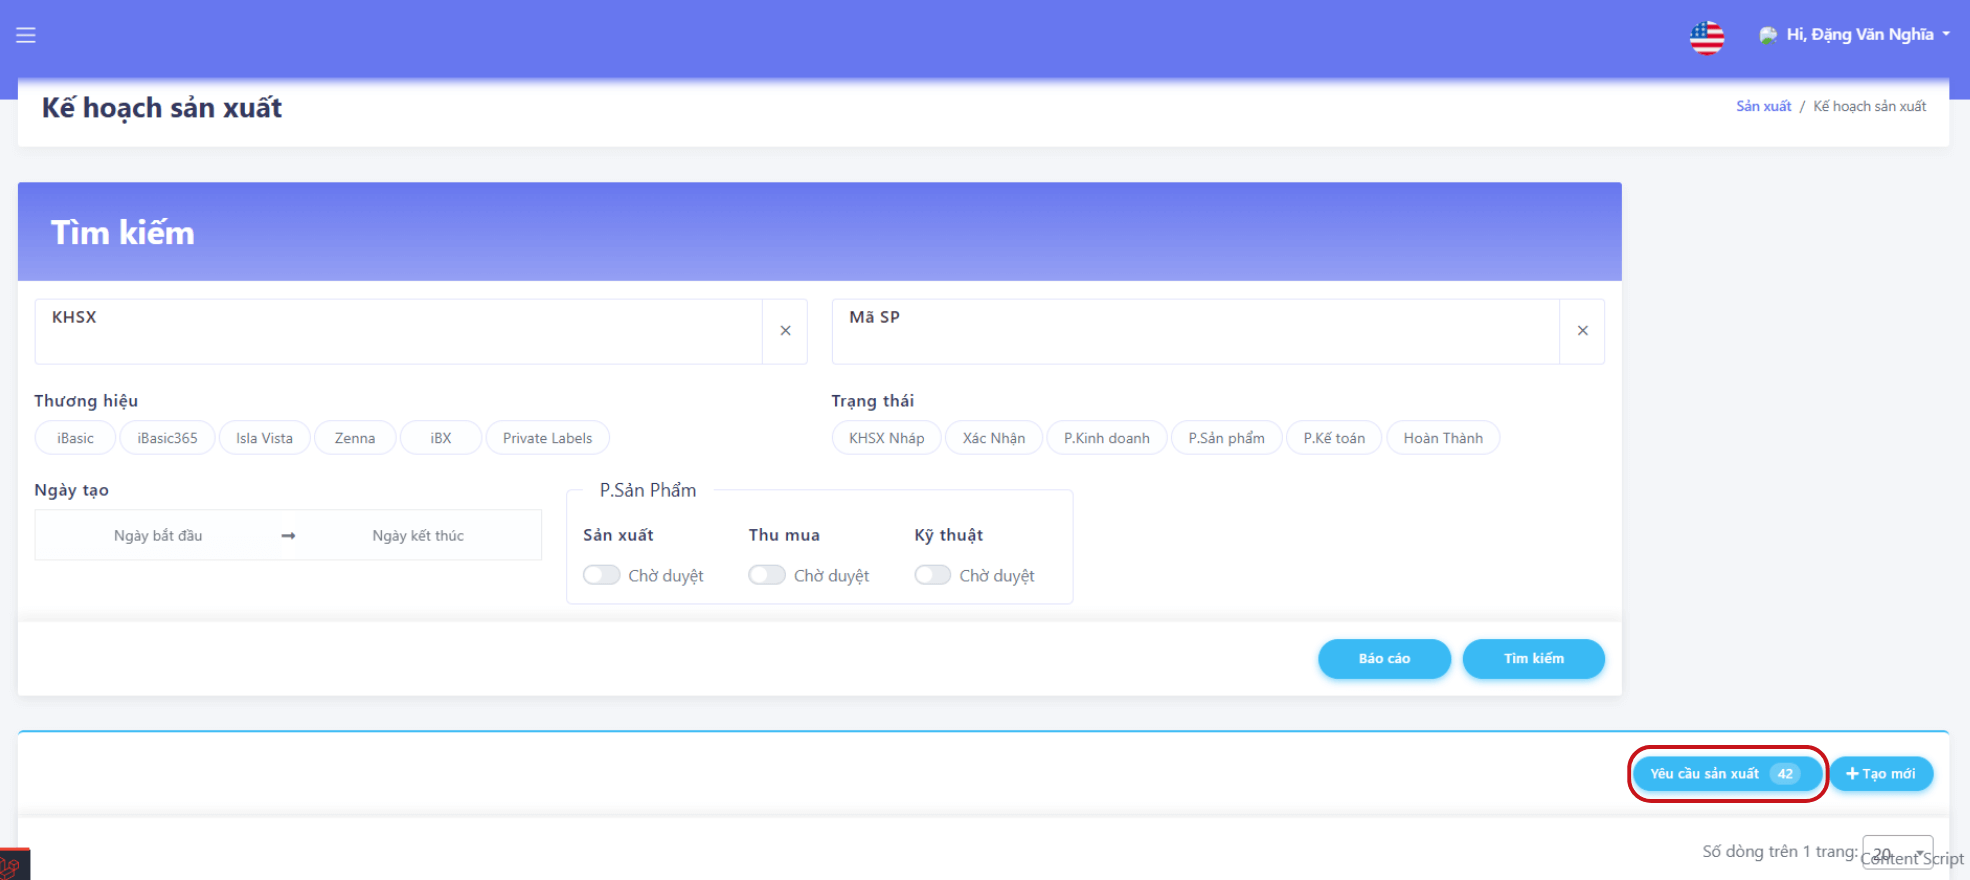 Hi, Đặng Văn Nghĩa
Kế hoạch sản xuất
Sản xuất / Kế hoạch sản xuất
Tìm kiếm
KHSX
×
Mã SP
×
Thương hiệu
iBasic iBasic365 Isla Vista Zenna iBX Private Labels
Trạng thái
KHSX Nháp Xác Nhận P.Kinh doanh P.Sản phẩm P.Kế toán Hoàn Thành
Ngày tạo
Ngày bắt đầu → Ngày kết thúc
P.Sản Phẩm
Sản xuất Thu mua Kỹ thuật
Chờ duyệt Chờ duyệt Chờ duyệt
Báo cáo Tìm kiếm
Yêu cầu sản xuất 42 + Tạo mới
Số dòng trên 1 trang: 20
Content Script